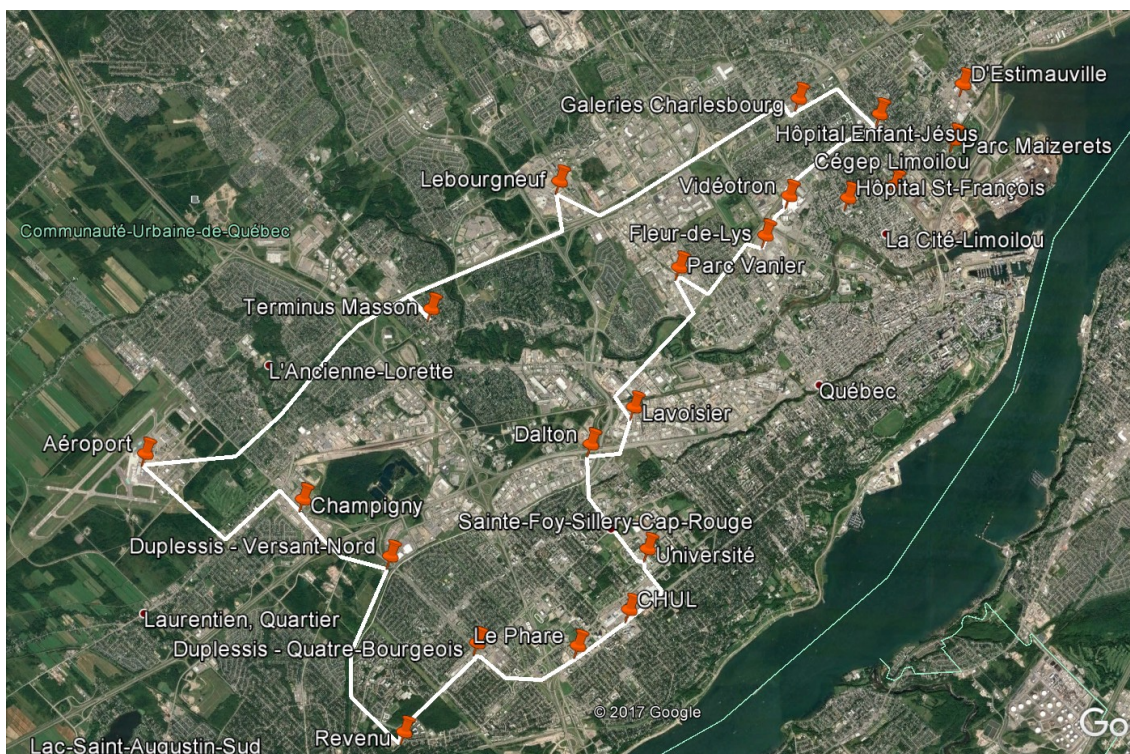 D'Estimauville
Galeries Charlesbourg
Hôpital Enfant-Jésus
Parc Maizerets
Cégep Limoilou
Lebourgneuf
Vidéotron
Hôpital St-François
Communauté-Urbaine-de-Québec
Fleur-de-Lys
La Cité-Limoilou
Parc Vanier
Terminus Masson
L'Ancienne-Lorette
Québec
Lavoisier
Aéroport
Dalton
Champigny
Sainte-Foy-Sillery-Cap-Rouge
Duplessis - Versant-Nord
Université
CHUL
Laurentien, Quartier
Le Phare
Duplessis - Quatre-Bourgeois
© 2017 Google
Revenu
Lac-Saint-Augustin-Sud
Go